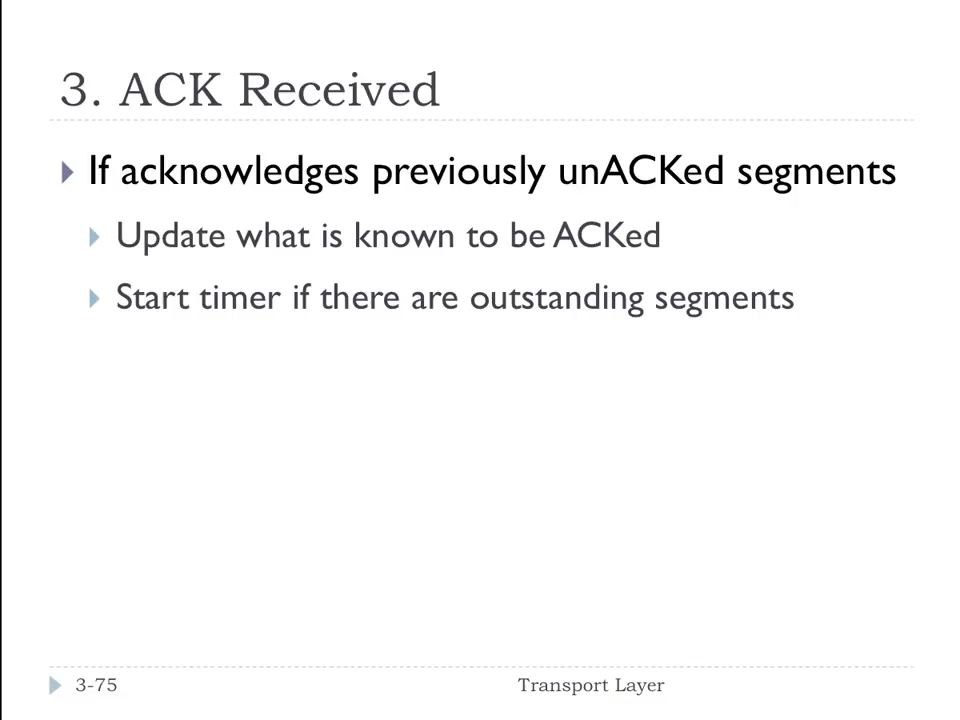 3. ACK Received
If acknowledges previously unACKed segments
Update what is known to be ACKed
Start timer if there are outstanding segments
3-75
Transport Layer